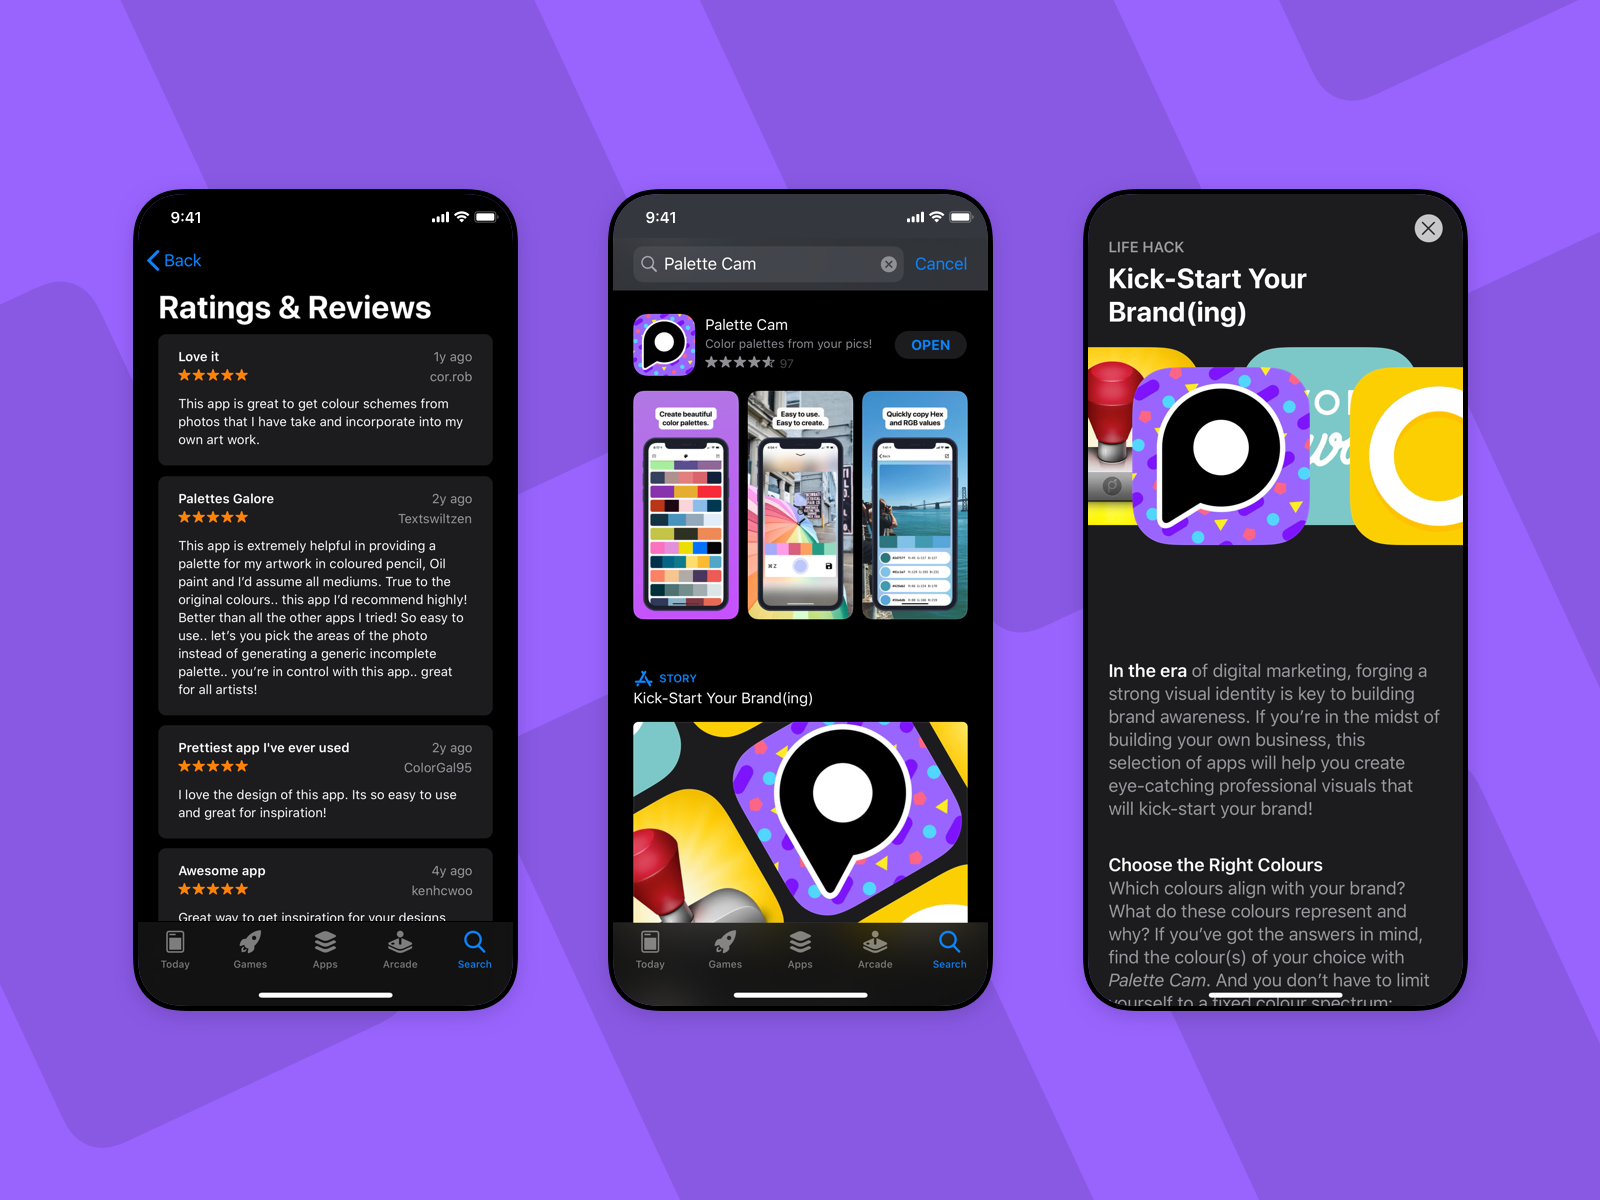 9:41
Back
Ratings & Reviews
Love it
1y ago
cor.rob
This app is great to get colour schemes from
photos that I have take and incorporate into my
own art work.
Palettes Galore
2y ago
Textswiltzen
This app is extremely helpful in providing a
palette for my artwork in coloured pencil, Oil
paint and I’d assume all mediums. True to the
original colours.. this app I’d recommend highly!
Better than all the other apps I tried! So easy to
use.. let’s you pick the areas of the photo
instead of generating a generic incomplete
palette.. you’re in control with this app.. great
for all artists!
Prettiest app I've ever used
2y ago
ColorGal95
I love the design of this app. Its so easy to use
and great for inspiration!
Awesome app
4y ago
kenhcwoo
Great way to get inspiration for your designs
Today
Games
Apps
Arcade
Search
9:41
Palette Cam
Cancel
Palette Cam
Color palettes from your pics!
97
OPEN
Create beautiful
color palettes.
Easy to use.
Easy to create.
Quickly copy Hex
and RGB values
STORY
Kick-Start Your Brand(ing)
Today
Games
Apps
Arcade
Search
LIFE HACK
Kick-Start Your
Brand(ing)
In the era of digital marketing, forging a
strong visual identity is key to building
brand awareness. If you’re in the midst of
building your own business, this
selection of apps will help you create
eye-catching professional visuals that
will kick-start your brand!
Choose the Right Colours
Which colours align with your brand?
What do these colours represent and
why? If you’ve got the answers in mind,
find the colour(s) of your choice with
Palette Cam. And you don’t have to limit
yourself to a fixed colour spectrum;